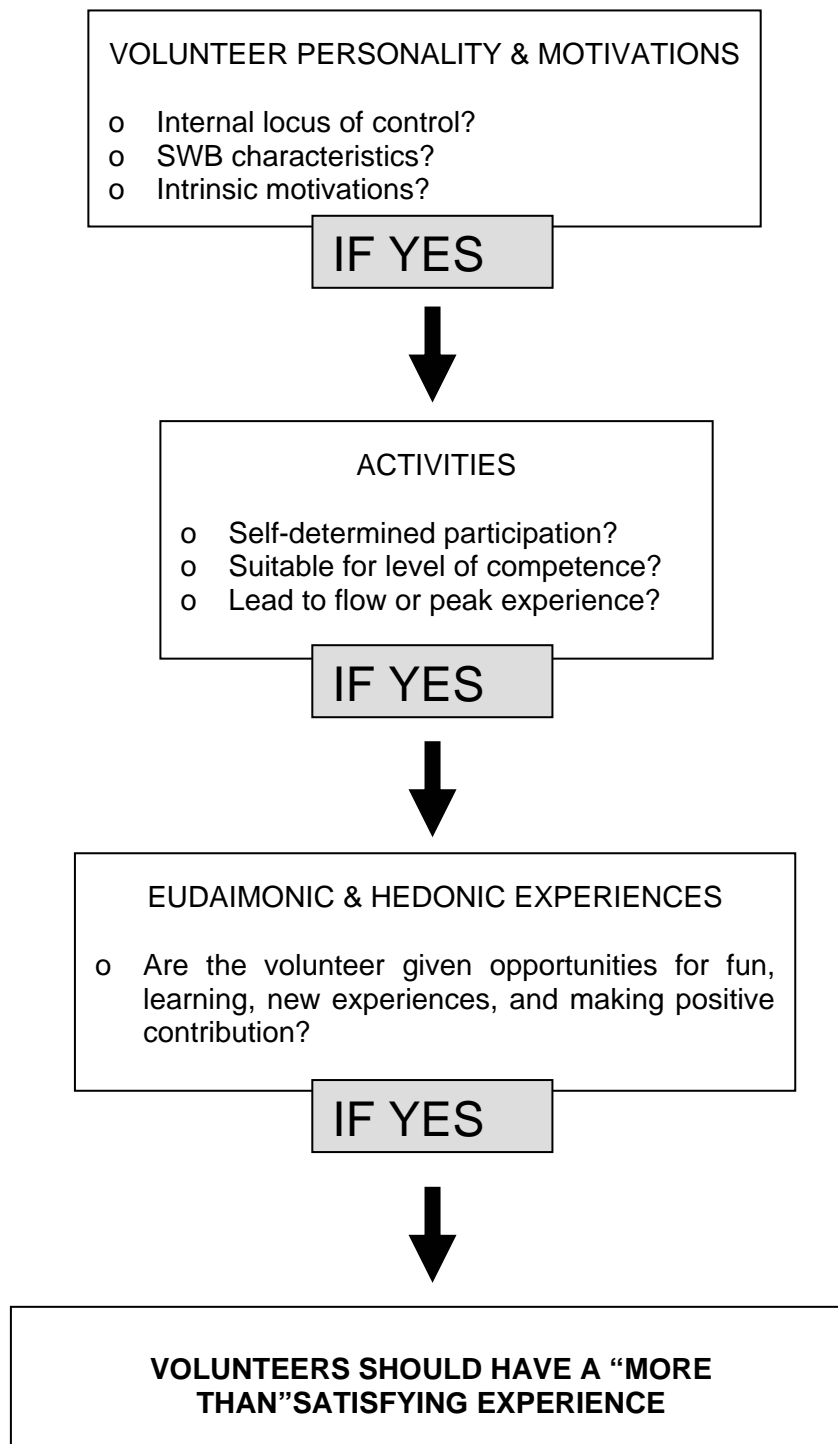 VOLUNTEER PERSONALITY & MOTIVATIONS
o Internal locus of control?
o SWB characteristics?
o Intrinsic motivations?
IF YES
ACTIVITIES
o Self-determined participation?
o Suitable for level of competence?
o Lead to flow or peak experience?
IF YES
EUDAIMONIC & HEDONIC EXPERIENCES
o Are the volunteer given opportunities for fun,
learning, new experiences, and making positive
contribution?
IF YES
VOLUNTEERS SHOULD HAVE A “MORE
THAN”SATISFYING EXPERIENCE